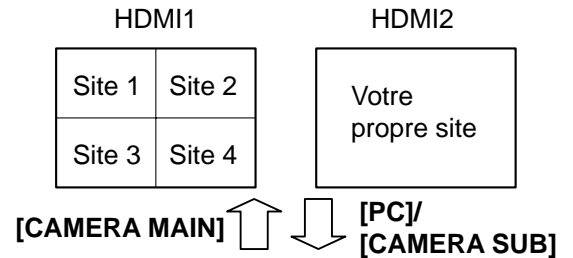 HDMI1 HDMI2
Site 1 Site 2
Site 3 Site 4
Votre
propre site
[CAMERA MAIN]
[PC]/
[CAMERA SUB]